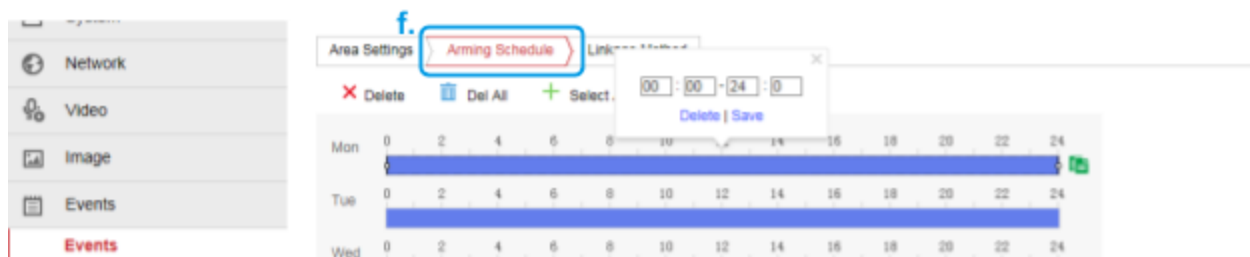 f.
Area Settings Arming Schedule
Network
00 : 00 - 24 : 0
Delete Del All Select
Video
Delete | Save
Mon 0 2 4 6 8 10 12 14 16 18 20 22 24
Image
Tue 0 2 4 6 8 10 12 14 16 18 20 22 24
Events
Events
Wed 0 2 4 6 8 10 12 14 16 18 20 22 24